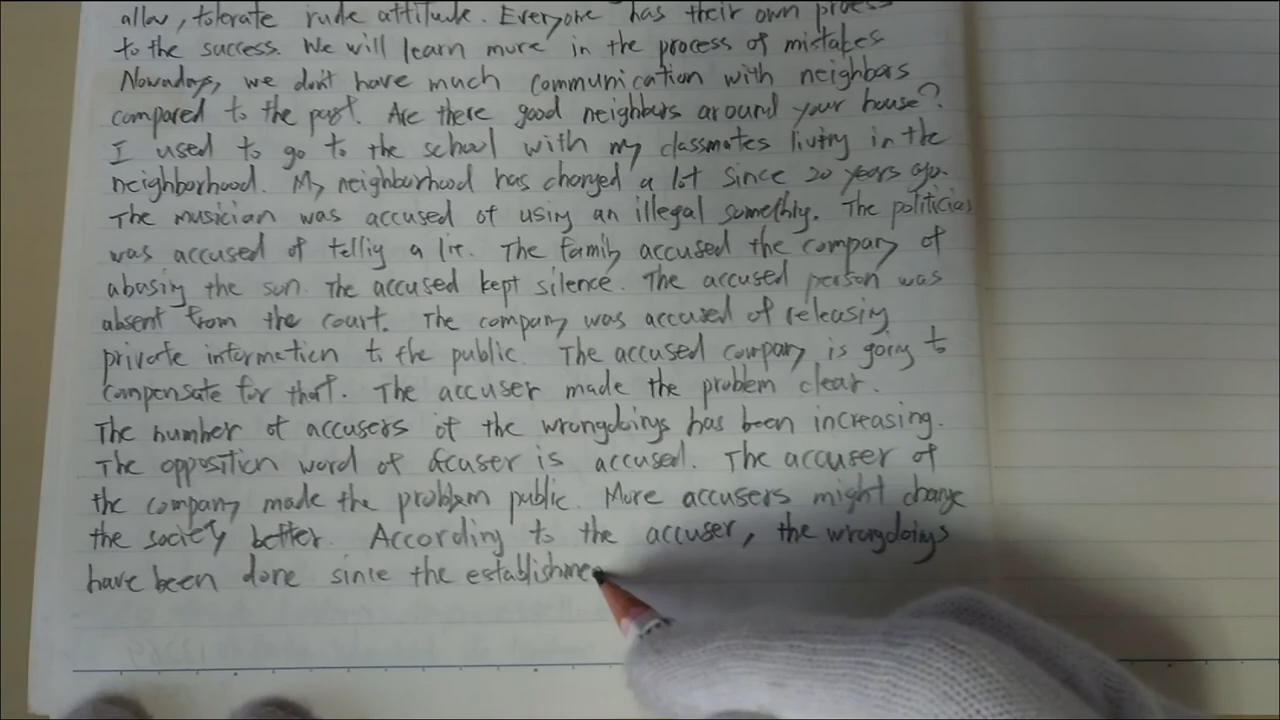 allow, tolerate rude attitude. Everyone has their own process
to the success. We will learn more in the process of mistakes
Nowadays, we don't have much communication with neighbors
compared to the past. Are there good neighbors around your house?
I used to go to the school with my classmates living in the
neighborhood. My neighborhood has changed a lot since 20 years ago.
The musician was accused of using an illegal something. The politician
was accused of telling a lie. The family accused the company of
abusing the son. The accused kept silence. The accused person was
absent from the court. The company was accused of releasing
private information to the public. The accused company is going to
compensate for that. The accuser made the problem clear.
The number of accusers of the wrongdoings has been increasing.
The opposition word of accuser is accused. The accuser of
the company made the problem public. More accusers might change
the society better. According to the accuser, the wrongdoings
have been done since the establishme